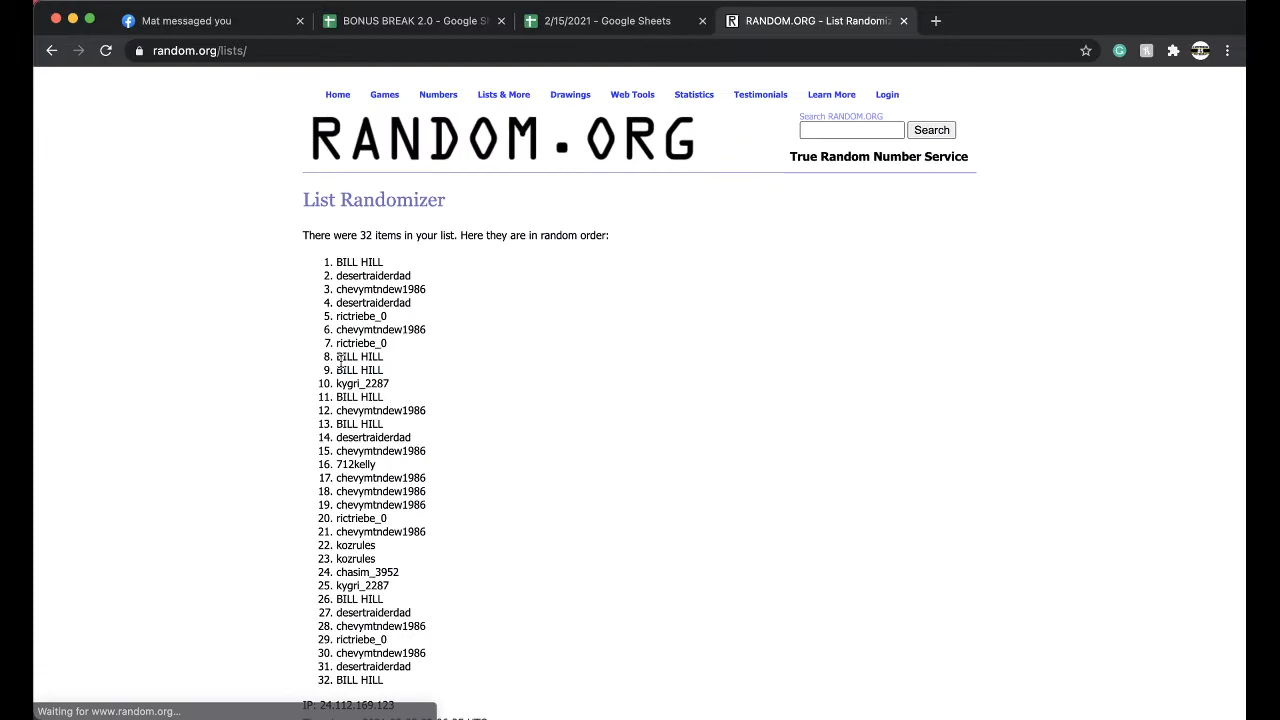 Mat messaged you
BONUS BREAK 2.0 - Google S
2/15/2021 - Google Sheets
RANDOM.ORG - List Randomiz
random.org/lists/
Home Games Numbers Lists & More Drawings Web Tools Statistics Testimonials Learn More Login
RANDOM.ORG
Search RANDOM.ORG
Search
True Random Number Service
List Randomizer
There were 32 items in your list. Here they are in random order:
1. BILL HILL
2. desertraiderdad
3. chevymtndew1986
4. desertraiderdad
5. rictriebe_0
6. chevymtndew1986
7. rictriebe_0
8. BILL HILL
9. BILL HILL
10. kygri_2287
11. BILL HILL
12. chevymtndew1986
13. BILL HILL
14. desertraiderdad
15. chevymtndew1986
16. 712kelly
17. chevymtndew1986
18. chevymtndew1986
19. chevymtndew1986
20. rictriebe_0
21. chevymtndew1986
22. kozrules
23. kozrules
24. chasim_3952
25. kygri_2287
26. BILL HILL
27. desertraiderdad
28. chevymtndew1986
29. rictriebe_0
30. chevymtndew1986
31. desertraiderdad
32. BILL HILL
IP: 24.112.169.123
Waiting for www.random.org...